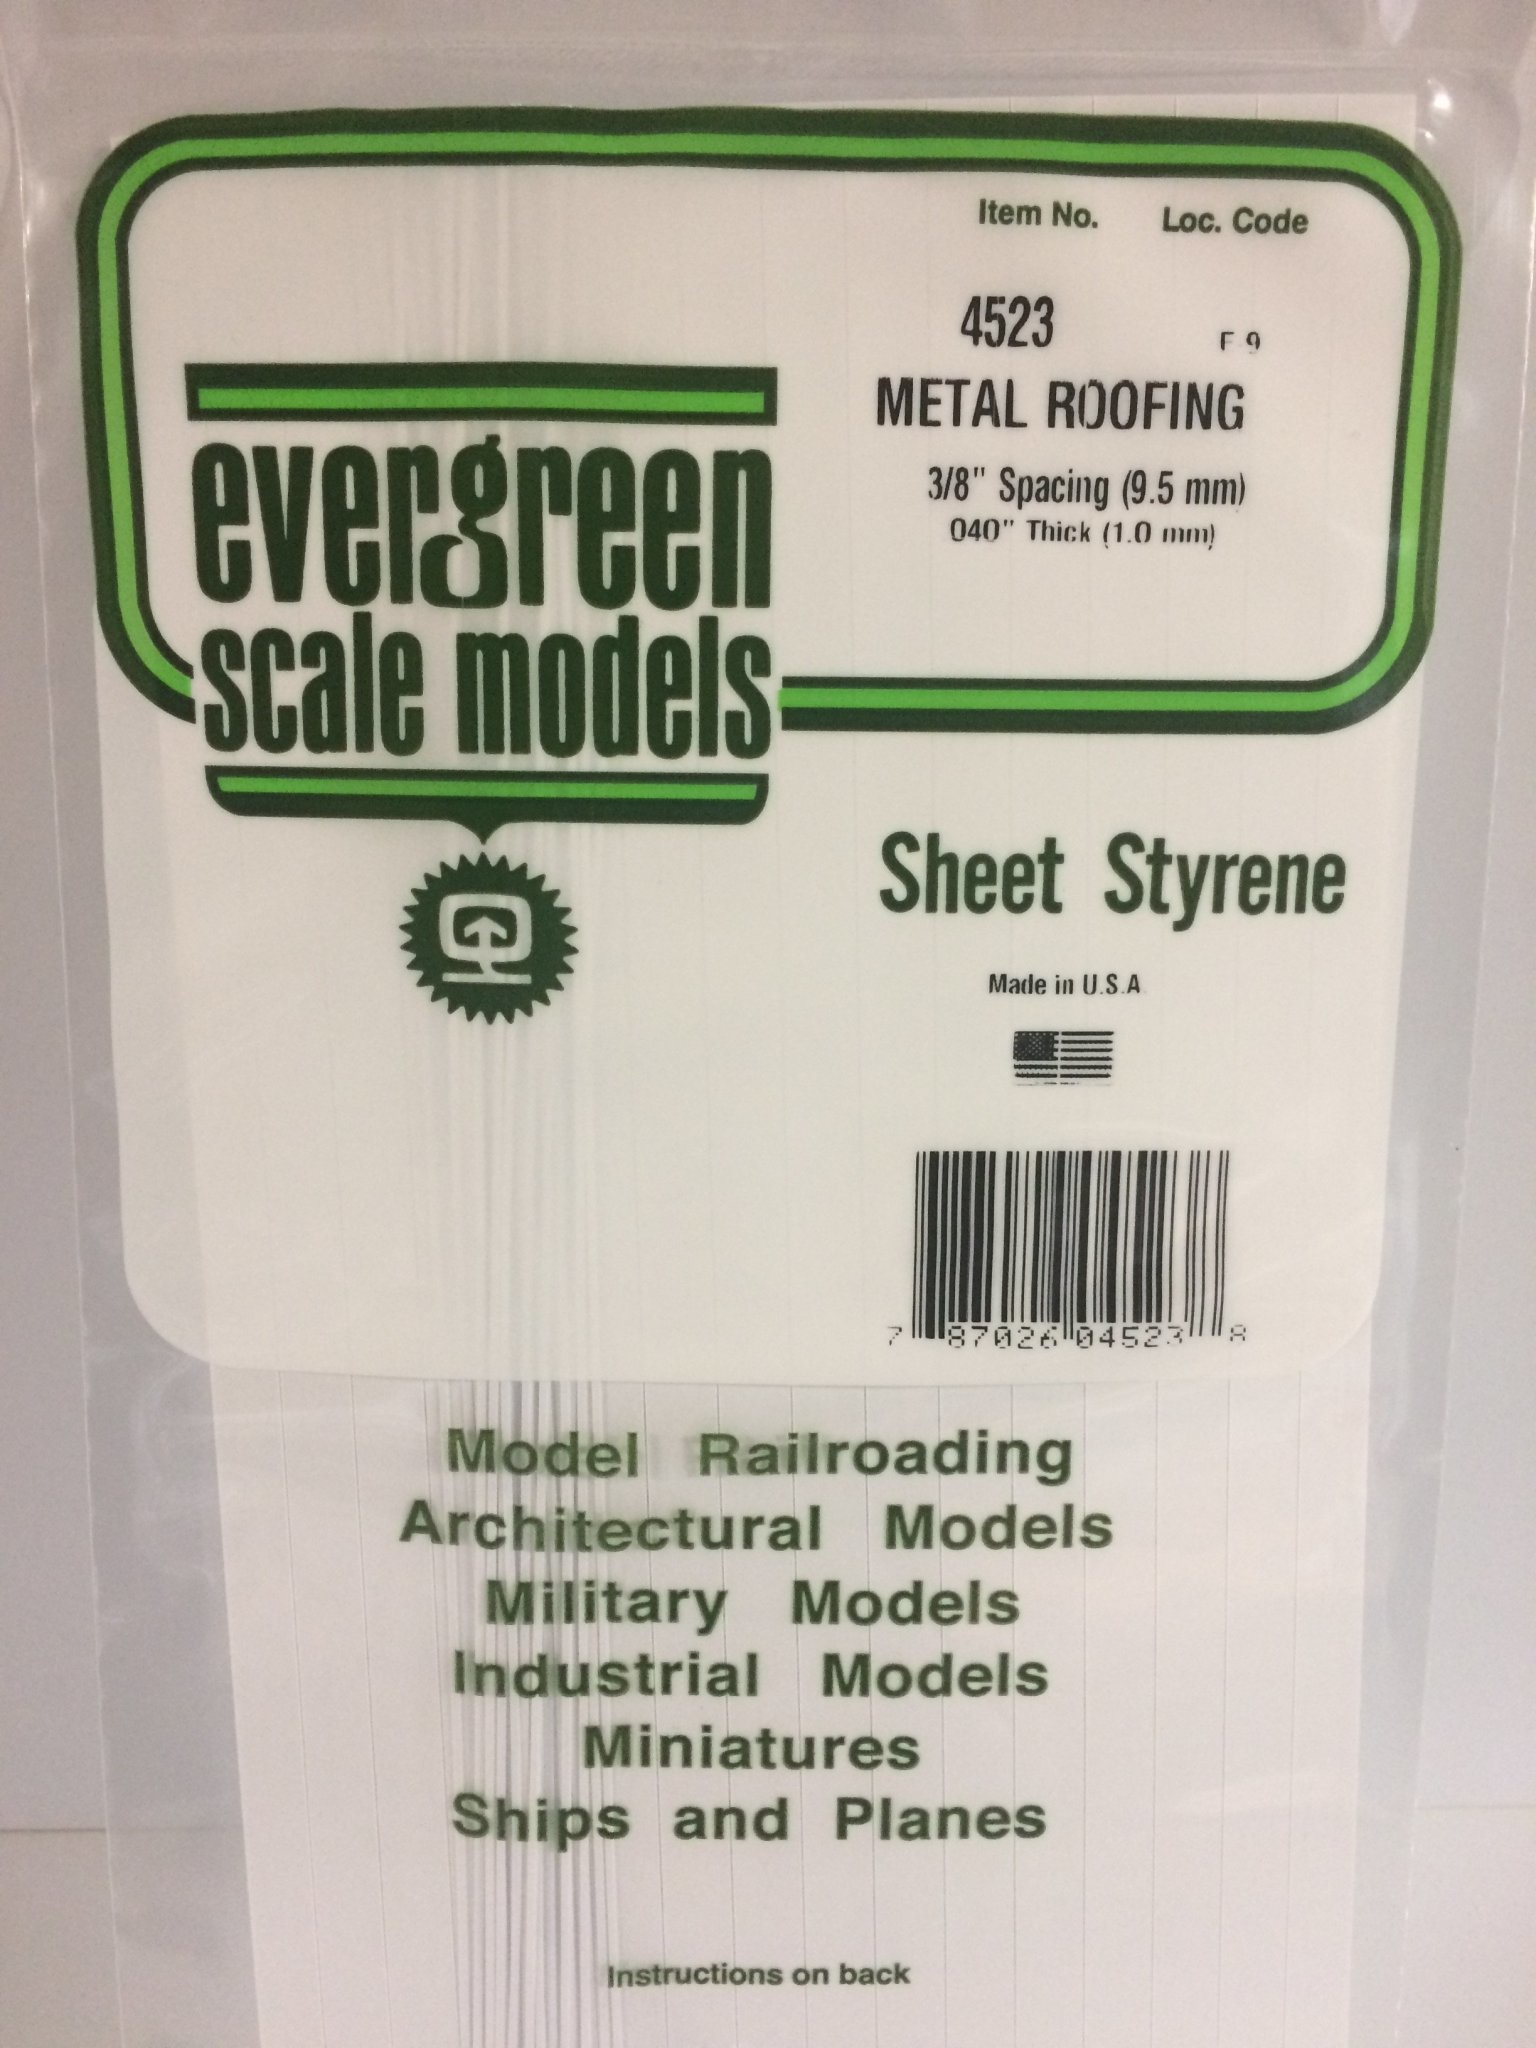 Item No. Loc. Code
4523 F 9
METAL ROOFING
3/8" Spacing (9.5 mm)
040" Thick (1.0 mm)
evergreen
scale models
Sheet Styrene
Made in U.S.A
7 87026 04523 8
Model Railroading
Architectural Models
Military Models
Industrial Models
Miniatures
Ships and Planes
Instructions on back